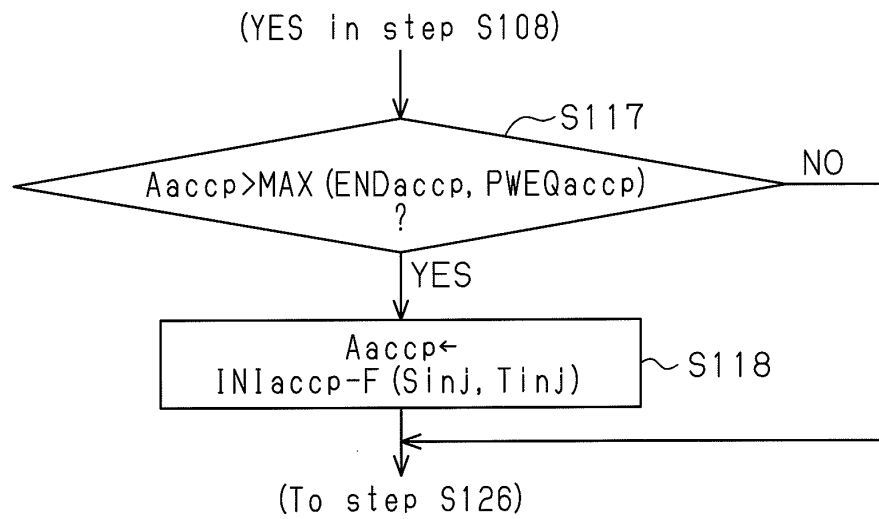 (YES in step S108)
S117
NO
Aaccp>MAX(ENDaccp, PWEQaccp)
?
YES
Aaccp←
INIaccp-F(Sinj, Tinj)
S118
(To step S126)